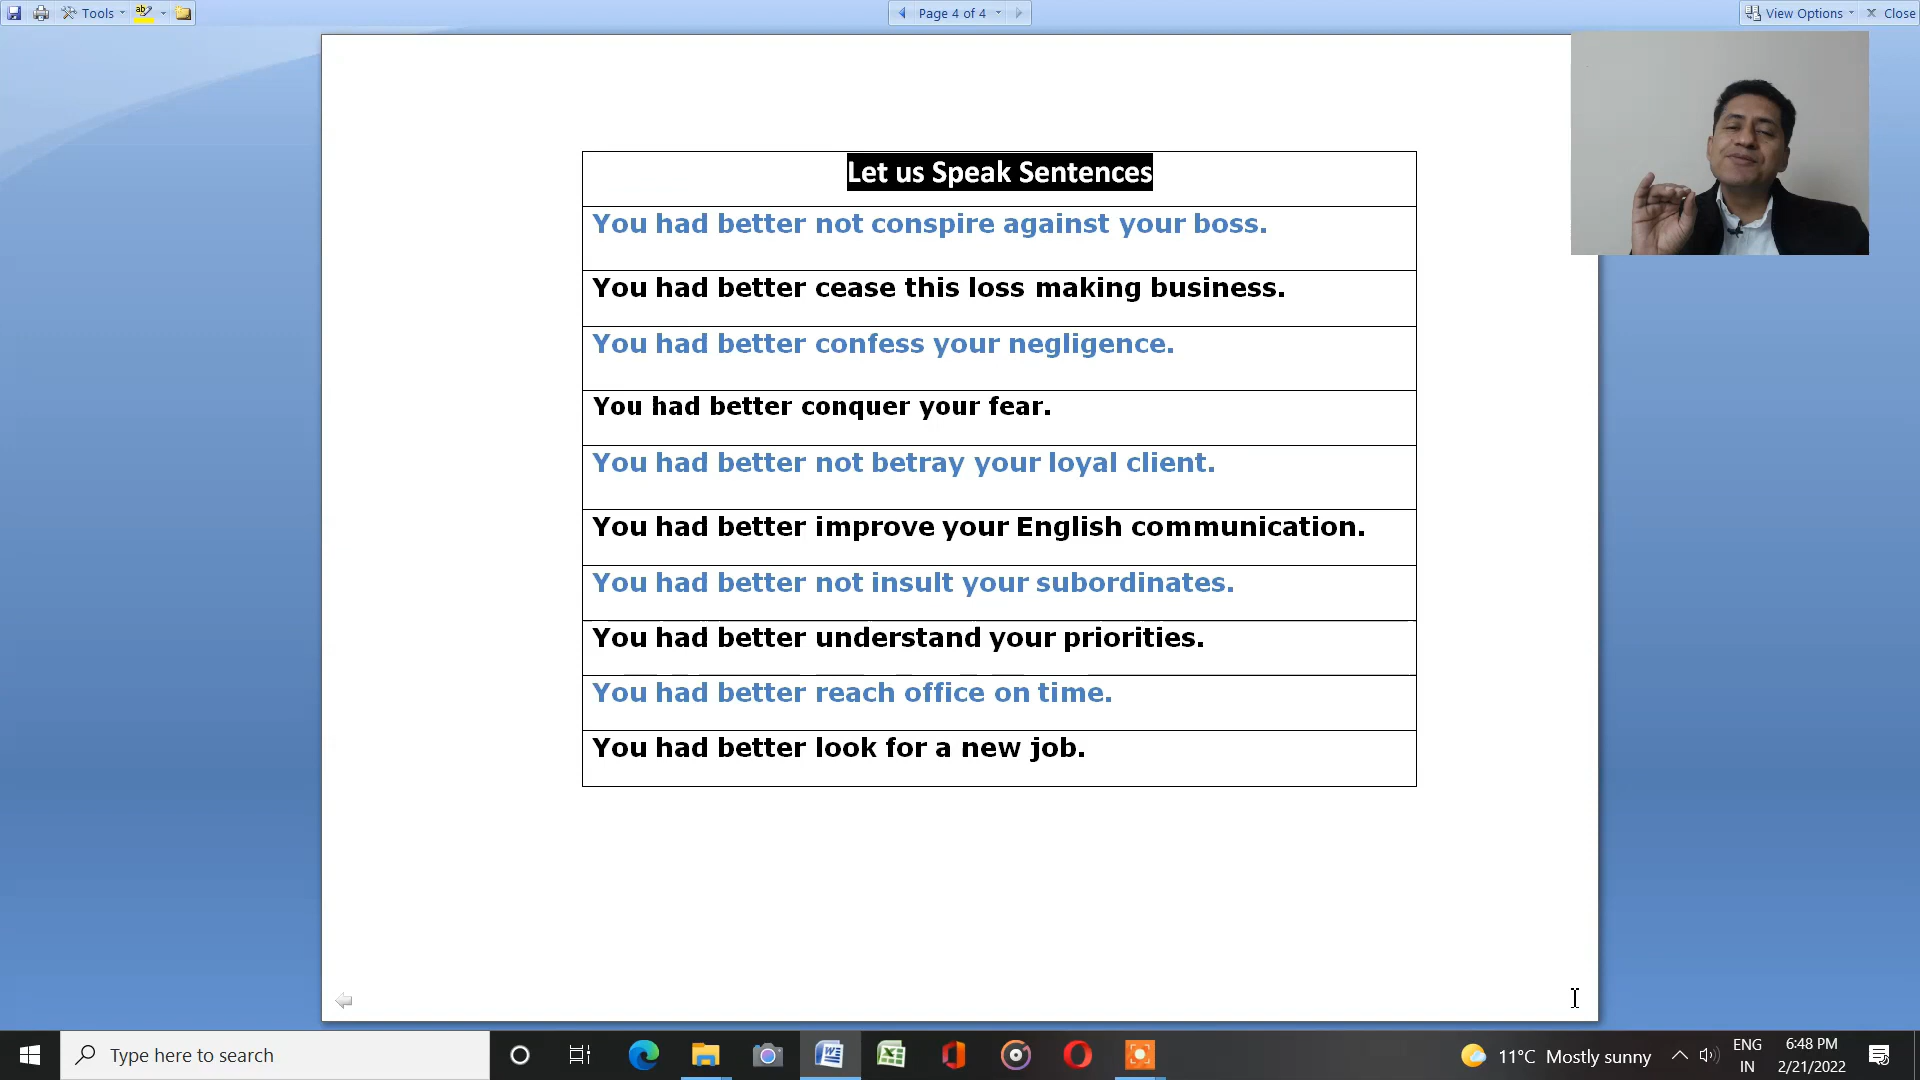 Tools
ab
Page 4 of 4
View Options
Close
Let us Speak Sentences
You had better not conspire against your boss.
You had better cease this loss making business.
You had better confess your negligence.
You had better conquer your fear.
You had better not betray your loyal client.
You had better improve your English communication.
You had better not insult your subordinates.
You had better understand your priorities.
You had better reach office on time.
You had better look for a new job.
Type here to search
11°C Mostly sunny
ENG
IN
6:48 PM
2/21/2022